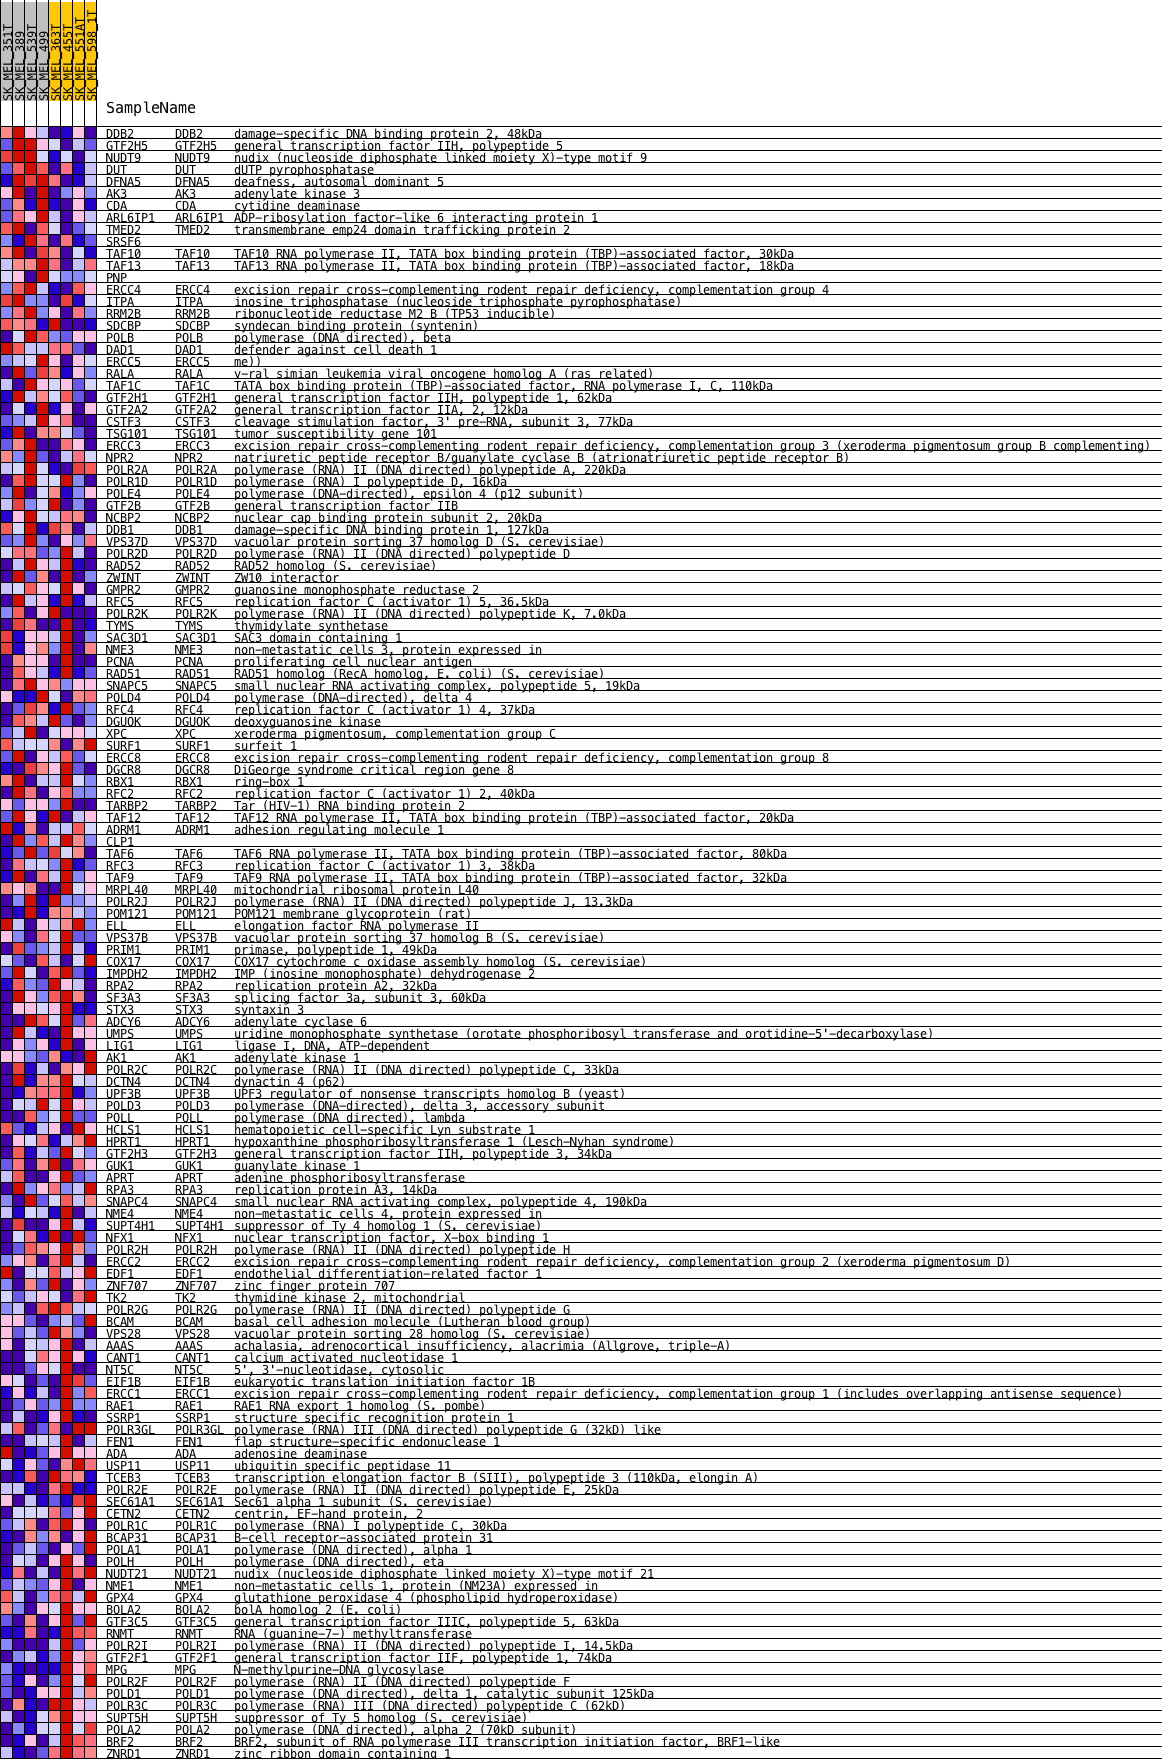 SK_MEL_351T
SK_MEL_389
SK_MEL_539T
SK_MEL_499
SK_MEL_363T
SK_MEL_455T
SK_MEL_551AT
SK_MEL_598_1T
SampleName
DDB2 DDB2 damage-specific DNA binding protein 2, 48kDa
GTF2H5 GTF2H5 general transcription factor IIH, polypeptide 5
NUDT9 NUDT9 nudix (nucleoside diphosphate linked moiety X)-type motif 9
DUT DUT dUTP pyrophosphatase
DFNA5 DFNA5 deafness, autosomal dominant 5
AK3 AK3 adenylate kinase 3
CDA CDA cytidine deaminase
ARL6IP1 ARL6IP1 ADP-ribosylation factor-like 6 interacting protein 1
TMED2 TMED2 transmembrane emp24 domain trafficking protein 2
SRSF6
TAF10 TAF10 TAF10 RNA polymerase II, TATA box binding protein (TBP)-associated factor, 30kDa
TAF13 TAF13 TAF13 RNA polymerase II, TATA box binding protein (TBP)-associated factor, 18kDa
PNP
ERCC4 ERCC4 excision repair cross-complementing rodent repair deficiency, complementation group 4
ITPA ITPA inosine triphosphatase (nucleoside triphosphate pyrophosphatase)
RRM2B RRM2B ribonucleotide reductase M2 B (TP53 inducible)
SDCBP SDCBP syndecan binding protein (syntenin)
POLB POLB polymerase (DNA directed), beta
DAD1 DAD1 defender against cell death 1
ERCC5 ERCC5 me))
RALA RALA v-ral simian leukemia viral oncogene homolog A (ras related)
TAF1C TAF1C TATA box binding protein (TBP)-associated factor, RNA polymerase I, C, 110kDa
GTF2H1 GTF2H1 general transcription factor IIH, polypeptide 1, 62kDa
GTF2A2 GTF2A2 general transcription factor IIA, 2, 12kDa
CSTF3 CSTF3 cleavage stimulation factor, 3' pre-RNA, subunit 3, 77kDa
TSG101 TSG101 tumor susceptibility gene 101
ERCC3 ERCC3 excision repair cross-complementing rodent repair deficiency, complementation group 3 (xeroderma pigmentosum group B complementing)
NPR2 NPR2 natriuretic peptide receptor B/guanylate cyclase B (atrionatriuretic peptide receptor B)
POLR2A POLR2A polymerase (RNA) II (DNA directed) polypeptide A, 220kDa
POLR1D POLR1D polymerase (RNA) I polypeptide D, 16kDa
POLE4 POLE4 polymerase (DNA-directed), epsilon 4 (p12 subunit)
GTF2B GTF2B general transcription factor IIB
NCBP2 NCBP2 nuclear cap binding protein subunit 2, 20kDa
DDB1 DDB1 damage-specific DNA binding protein 1, 127kDa
VPS37D VPS37D vacuolar protein sorting 37 homolog D (S. cerevisiae)
POLR2D POLR2D polymerase (RNA) II (DNA directed) polypeptide D
RAD52 RAD52 RAD52 homolog (S. cerevisiae)
ZWINT ZWINT ZW10 interactor
GMPR2 GMPR2 guanosine monophosphate reductase 2
RFC5 RFC5 replication factor C (activator 1) 5, 36.5kDa
POLR2K POLR2K polymerase (RNA) II (DNA directed) polypeptide K, 7.0kDa
TYMS TYMS thymidylate synthetase
SAC3D1 SAC3D1 SAC3 domain containing 1
NME3 NME3 non-metastatic cells 3, protein expressed in
PCNA PCNA proliferating cell nuclear antigen
RAD51 RAD51 RAD51 homolog (RecA homolog, E. coli) (S. cerevisiae)
SNAPC5 SNAPC5 small nuclear RNA activating complex, polypeptide 5, 19kDa
POLD4 POLD4 polymerase (DNA-directed), delta 4
RFC4 RFC4 replication factor C (activator 1) 4, 37kDa
DGUOK DGUOK deoxyguanosine kinase
XPC XPC xeroderma pigmentosum, complementation group C
SURF1 SURF1 surfeit 1
ERCC8 ERCC8 excision repair cross-complementing rodent repair deficiency, complementation group 8
DGCR8 DGCR8 DiGeorge syndrome critical region gene 8
RBX1 RBX1 ring-box 1
RFC2 RFC2 replication factor C (activator 1) 2, 40kDa
TARBP2 TARBP2 Tar (HIV-1) RNA binding protein 2
TAF12 TAF12 TAF12 RNA polymerase II, TATA box binding protein (TBP)-associated factor, 20kDa
ADRM1 ADRM1 adhesion regulating molecule 1
CLP1
TAF6 TAF6 TAF6 RNA polymerase II, TATA box binding protein (TBP)-associated factor, 80kDa
RFC3 RFC3 replication factor C (activator 1) 3, 38kDa
TAF9 TAF9 TAF9 RNA polymerase II, TATA box binding protein (TBP)-associated factor, 32kDa
MRPL40 MRPL40 mitochondrial ribosomal protein L40
POLR2J POLR2J polymerase (RNA) II (DNA directed) polypeptide J, 13.3kDa
POM121 POM121 POM121 membrane glycoprotein (rat)
ELL ELL elongation factor RNA polymerase II
VPS37B VPS37B vacuolar protein sorting 37 homolog B (S. cerevisiae)
PRIM1 PRIM1 primase, polypeptide 1, 49kDa
COX17 COX17 COX17 cytochrome c oxidase assembly homolog (S. cerevisiae)
IMPDH2 IMPDH2 IMP (inosine monophosphate) dehydrogenase 2
RPA2 RPA2 replication protein A2, 32kDa
SF3A3 SF3A3 splicing factor 3a, subunit 3, 60kDa
STX3 STX3 syntaxin 3
ADCY6 ADCY6 adenylate cyclase 6
UMPS UMPS uridine monophosphate synthetase (orotate phosphoribosyl transferase and orotidine-5'-decarboxylase)
LIG1 LIG1 ligase I, DNA, ATP-dependent
AK1 AK1 adenylate kinase 1
POLR2C POLR2C polymerase (RNA) II (DNA directed) polypeptide C, 33kDa
DCTN4 DCTN4 dynactin 4 (p62)
UPF3B UPF3B UPF3 regulator of nonsense transcripts homolog B (yeast)
POLD3 POLD3 polymerase (DNA-directed), delta 3, accessory subunit
POLL POLL polymerase (DNA directed), lambda
HCLS1 HCLS1 hematopoietic cell-specific Lyn substrate 1
HPRT1 HPRT1 hypoxanthine phosphoribosyltransferase 1 (Lesch-Nyhan syndrome)
GTF2H3 GTF2H3 general transcription factor IIH, polypeptide 3, 34kDa
GUK1 GUK1 guanylate kinase 1
APRT APRT adenine phosphoribosyltransferase
RPA3 RPA3 replication protein A3, 14kDa
SNAPC4 SNAPC4 small nuclear RNA activating complex, polypeptide 4, 190kDa
NME4 NME4 non-metastatic cells 4, protein expressed in
SUPT4H1 SUPT4H1 suppressor of Ty 4 homolog 1 (S. cerevisiae)
NFX1 NFX1 nuclear transcription factor, X-box binding 1
POLR2H POLR2H polymerase (RNA) II (DNA directed) polypeptide H
ERCC2 ERCC2 excision repair cross-complementing rodent repair deficiency, complementation group 2 (xeroderma pigmentosum D)
EDF1 EDF1 endothelial differentiation-related factor 1
ZNF707 ZNF707 zinc finger protein 707
TK2 TK2 thymidine kinase 2, mitochondrial
POLR2G POLR2G polymerase (RNA) II (DNA directed) polypeptide G
BCAM BCAM basal cell adhesion molecule (Lutheran blood group)
VPS28 VPS28 vacuolar protein sorting 28 homolog (S. cerevisiae)
AAAS AAAS achalasia, adrenocortical insufficiency, alacrimia (Allgrove, triple-A)
CANT1 CANT1 calcium activated nucleotidase 1
NT5C NT5C 5', 3'-nucleotidase, cytosolic
EIF1B EIF1B eukaryotic translation initiation factor 1B
ERCC1 ERCC1 excision repair cross-complementing rodent repair deficiency, complementation group 1 (includes overlapping antisense sequence)
RAE1 RAE1 RAE1 RNA export 1 homolog (S. pombe)
SSRP1 SSRP1 structure specific recognition protein 1
POLR3GL POLR3GL polymerase (RNA) III (DNA directed) polypeptide G (32kD) like
FEN1 FEN1 flap structure-specific endonuclease 1
ADA ADA adenosine deaminase
USP11 USP11 ubiquitin specific peptidase 11
TCEB3 TCEB3 transcription elongation factor B (SIII), polypeptide 3 (110kDa, elongin A)
POLR2E POLR2E polymerase (RNA) II (DNA directed) polypeptide E, 25kDa
SEC61A1 SEC61A1 Sec61 alpha 1 subunit (S. cerevisiae)
CETN2 CETN2 centrin, EF-hand protein, 2
POLR1C POLR1C polymerase (RNA) I polypeptide C, 30kDa
BCAP31 BCAP31 B-cell receptor-associated protein 31
POLA1 POLA1 polymerase (DNA directed), alpha 1
POLH POLH polymerase (DNA directed), eta
NUDT21 NUDT21 nudix (nucleoside diphosphate linked moiety X)-type motif 21
NME1 NME1 non-metastatic cells 1, protein (NM23A) expressed in
GPX4 GPX4 glutathione peroxidase 4 (phospholipid hydroperoxidase)
BOLA2 BOLA2 bolA homolog 2 (E. coli)
GTF3C5 GTF3C5 general transcription factor IIIC, polypeptide 5, 63kDa
RNMT RNMT RNA (guanine-7-) methyltransferase
POLR2I POLR2I polymerase (RNA) II (DNA directed) polypeptide I, 14.5kDa
GTF2F1 GTF2F1 general transcription factor IIF, polypeptide 1, 74kDa
MPG MPG N-methylpurine-DNA glycosylase
POLR2F POLR2F polymerase (RNA) II (DNA directed) polypeptide F
POLD1 POLD1 polymerase (DNA directed), delta 1, catalytic subunit 125kDa
POLR3C POLR3C polymerase (RNA) III (DNA directed) polypeptide C (62kD)
SUPT5H SUPT5H suppressor of Ty 5 homolog (S. cerevisiae)
POLA2 POLA2 polymerase (DNA directed), alpha 2 (70kD subunit)
BRF2 BRF2 BRF2, subunit of RNA polymerase III transcription initiation factor, BRF1-like
ZNRD1 ZNRD1 zinc ribbon domain containing 1